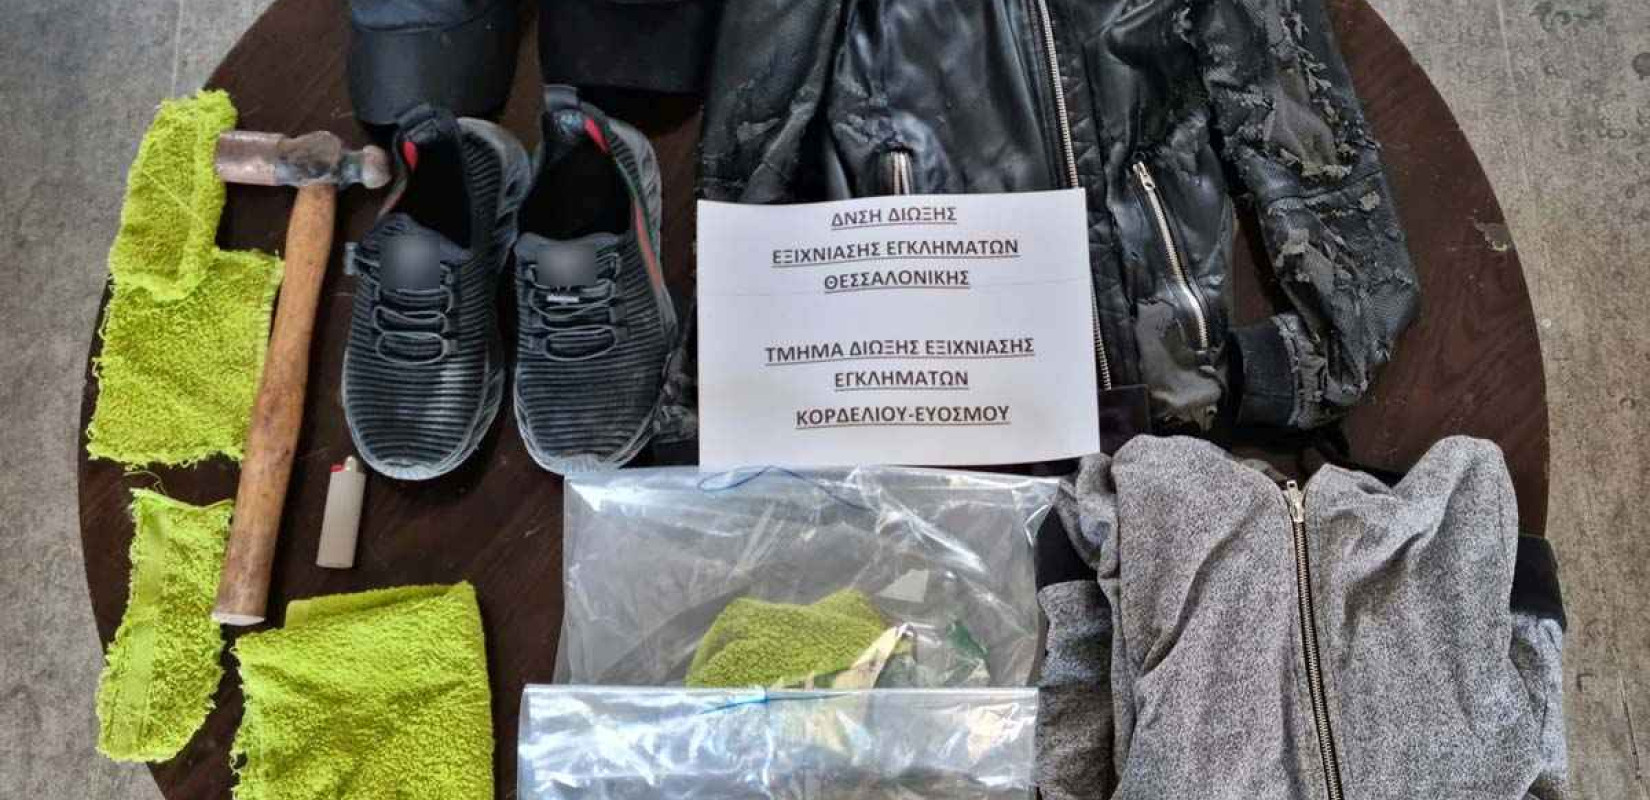 ΔΝΣΗ ΔΙΩΞΗΣ
ΕΞΙΧΝΙΑΣΗΣ ΕΓΚΛΗΜΑΤΩΝ
ΘΕΣΣΑΛΟΝΙΚΗΣ
ΤΜΗΜΑ ΔΙΩΞΗΣ ΕΞΙΧΝΙΑΣΗΣ
ΕΓΚΛΗΜΑΤΩΝ
ΚΟΡΔΕΛΙΟΥ-ΕΥΟΣΜΟΥ